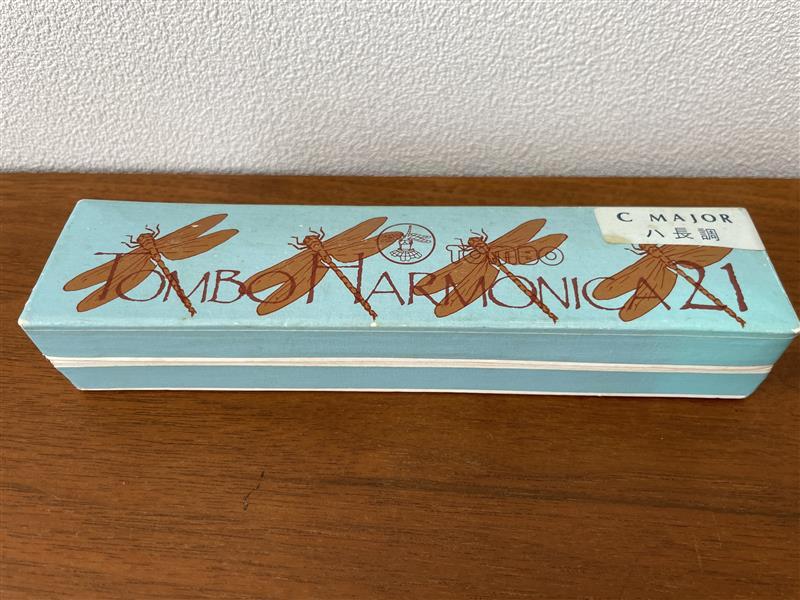 C MAJOR
ハ長調
TOMBO
TOMBO HARMONICA 21